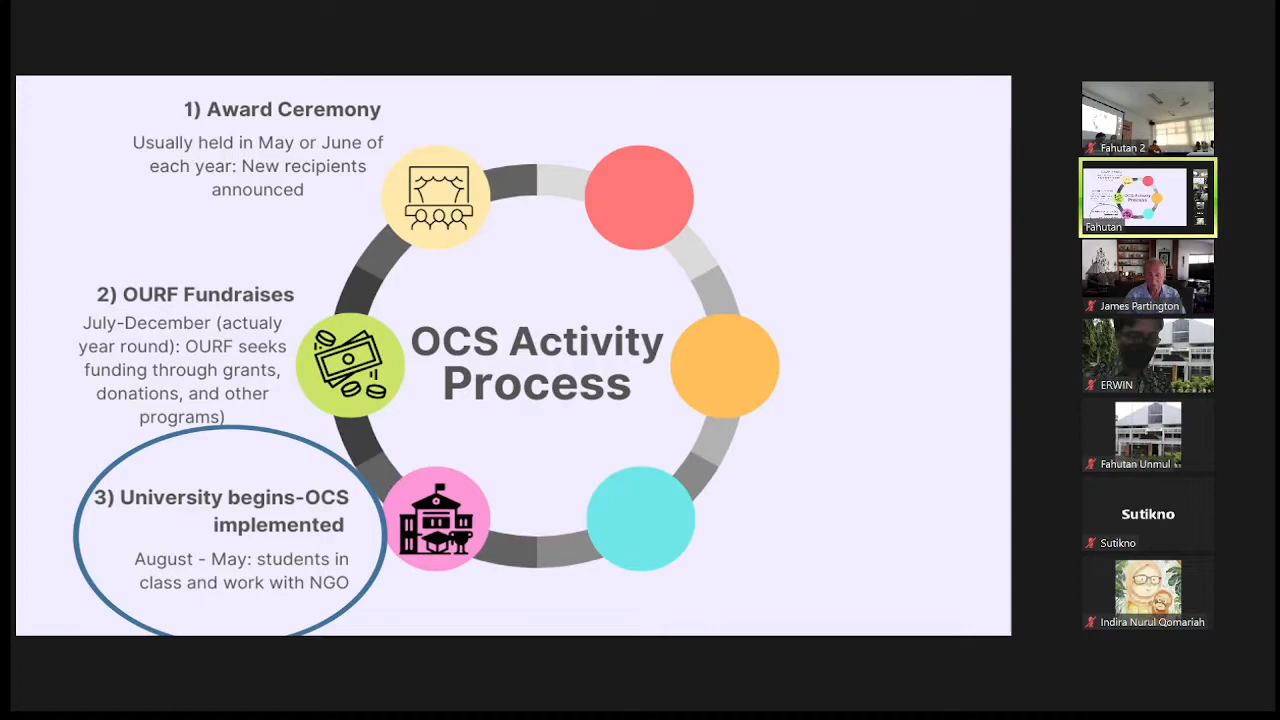 1) Award Ceremony
Usually held in May or June of
each year: New recipients
announced
2) OURF Fundraises
July-December (actualy
year round): OURF seeks
funding through grants,
donations, and other
programs)
3) University begins-OCS
implemented
August - May: students in
class and work with NGO
OCS Activity
Process
Fahutan 2
OCS Activity
Process
Fahutan
James Partington
ERWIN
Fahutan Unmul
Sutikno
Sutikno
Indira Nurul Qomariah